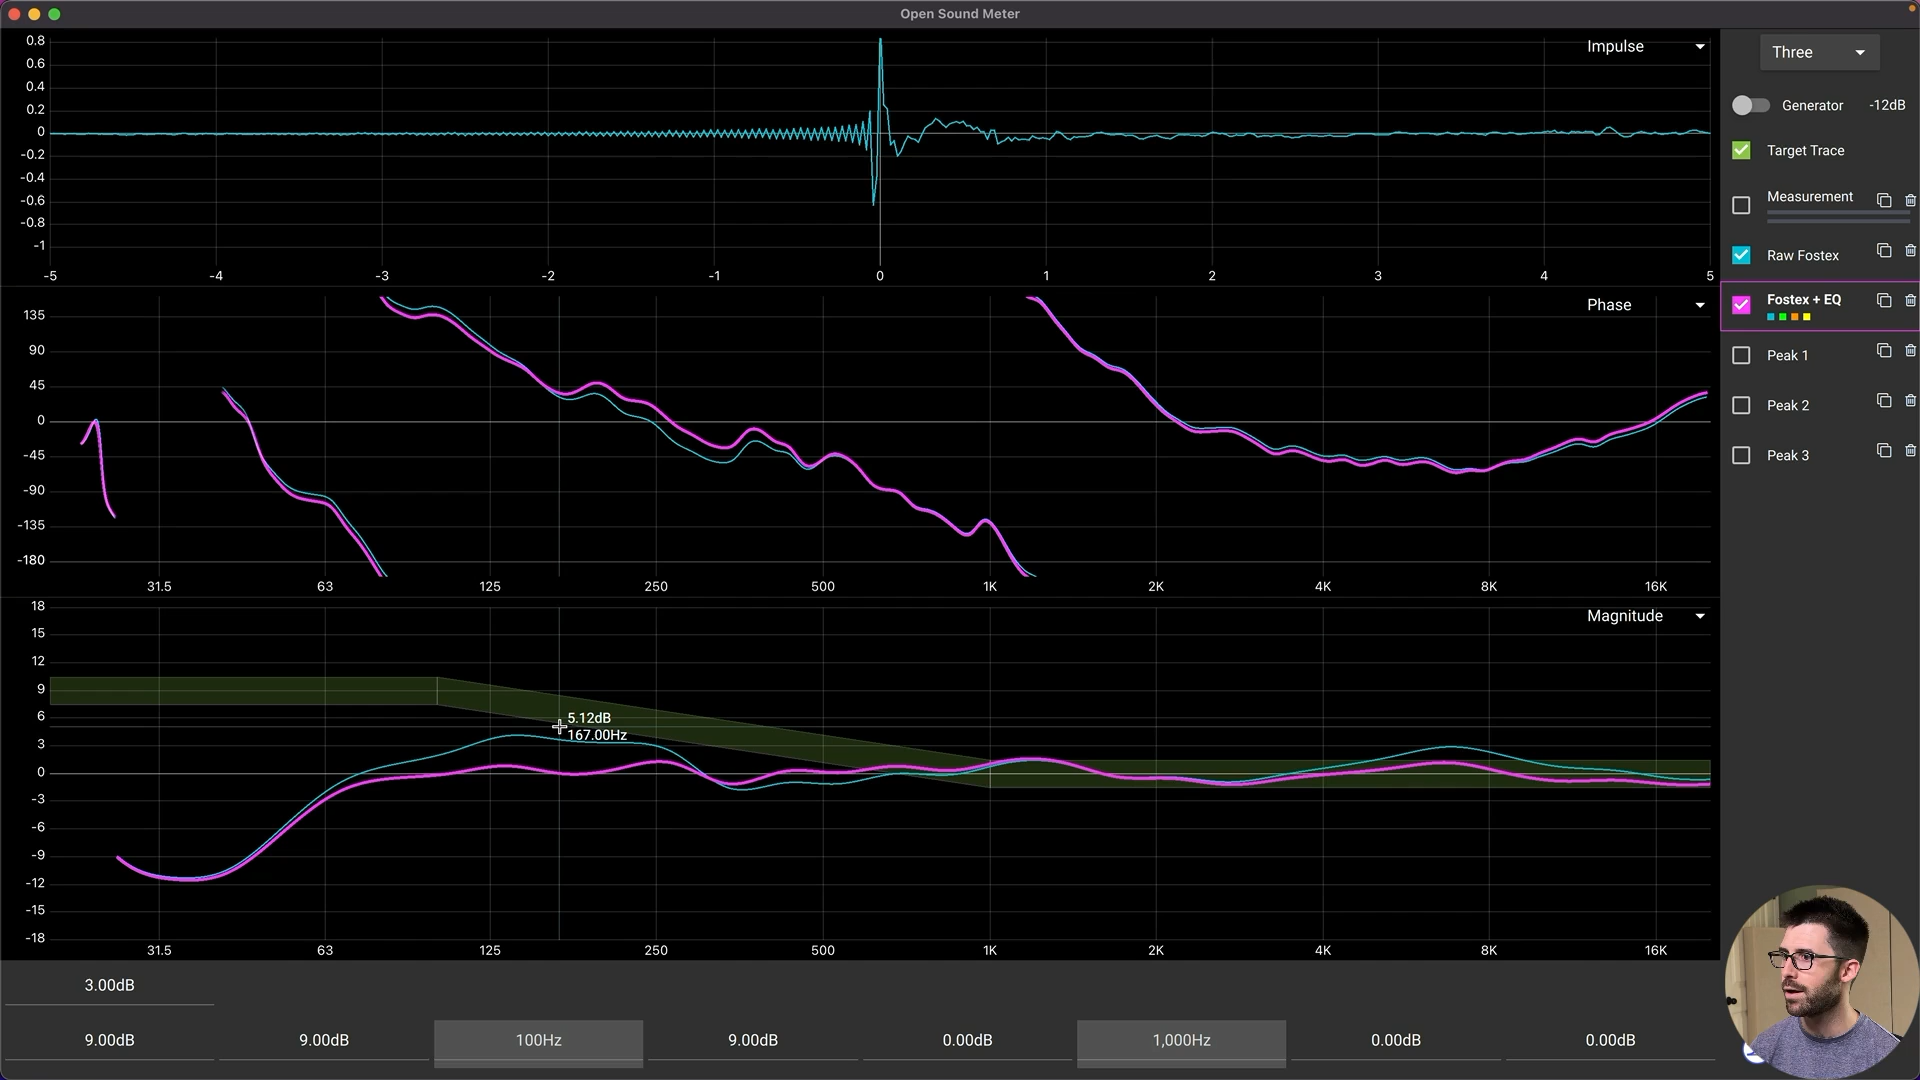 Open Sound Meter
Impulse
0.8
0.6
0.4
0.2
0
-0.2
-0.4
-0.6
-0.8
-1
-5 -4 -3 -2 -1 0 1 2 3 4 5
Phase
135
90
45
0
-45
-90
-135
-180
31.5 63 125 250 500 1K 2K 4K 8K 16K
Magnitude
18
15
12
9
6
3
0
-3
-6
-9
-12
-15
-18
5.12dB
167.00Hz
31.5 63 125 250 500 1K 2K 4K 8K 16K
3.00dB
9.00dB 9.00dB 100Hz 9.00dB 0.00dB 1,000Hz 0.00dB 0.00dB
Three
Generator -12dB
Target Trace
Measurement
Raw Fostex
Fostex + EQ
Peak 1
Peak 2
Peak 3